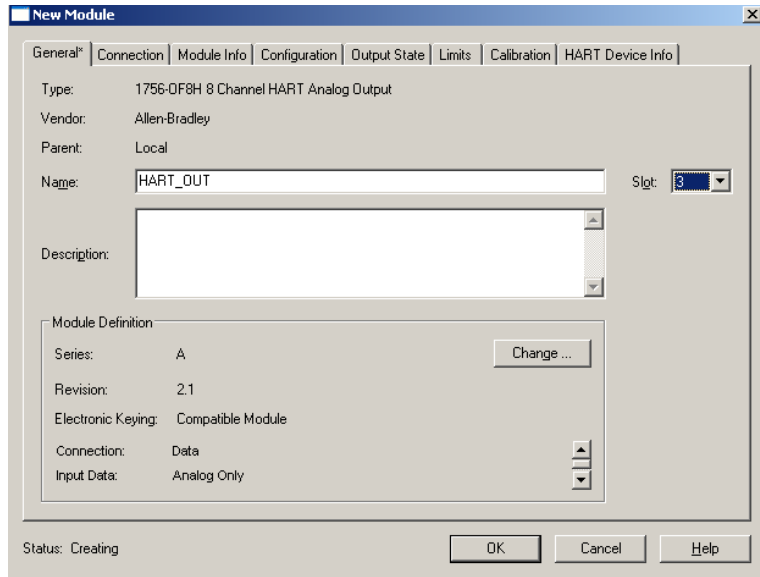 New Module
General* Connection Module Info Configuration Output State Limits Calibration HART Device Info
Type: 1756-OF8H 8 Channel HART Analog Output
Vendor: Allen-Bradley
Parent: Local
Name: HART_OUT Slot: 3
Description:
Module Definition
Series: A Change ...
Revision: 2.1
Electronic Keying: Compatible Module
Connection: Data
Input Data: Analog Only
Status: Creating OK Cancel Help